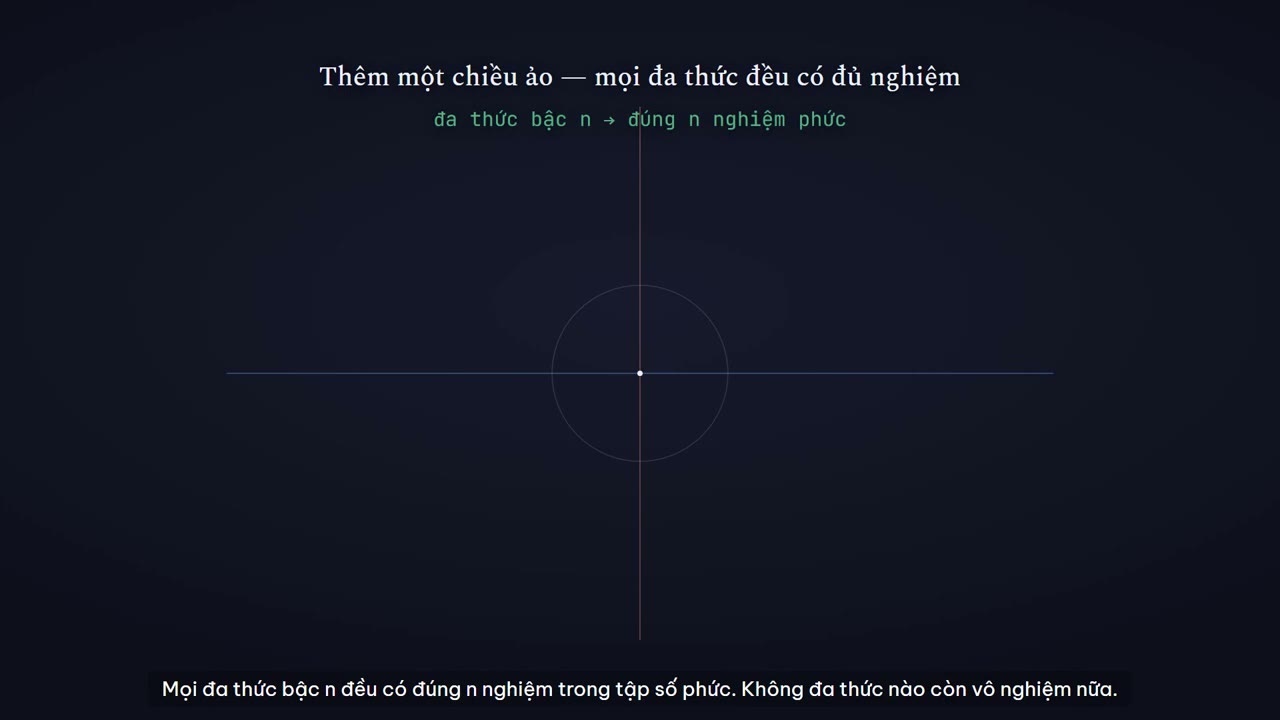 Thêm một chiều ảo — mọi đa thức đều có đủ nghiệm
đa thức bậc n → đúng n nghiệm phức
Mọi đa thức bậc n đều có đúng n nghiệm trong tập số phức. Không đa thức nào còn vô nghiệm nữa.